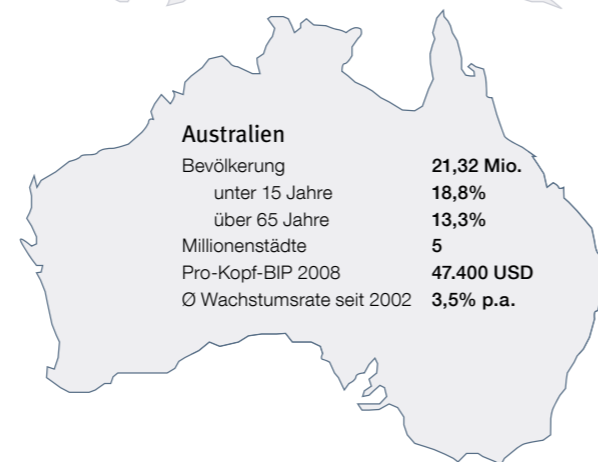 Australien
Bevölkerung 21,32 Mio.
unter 15 Jahre 18,8%
über 65 Jahre 13,3%
Millionenstädte 5
Pro-Kopf-BIP 2008 47.400 USD
Ø Wachstumsrate seit 2002 3,5% p.a.